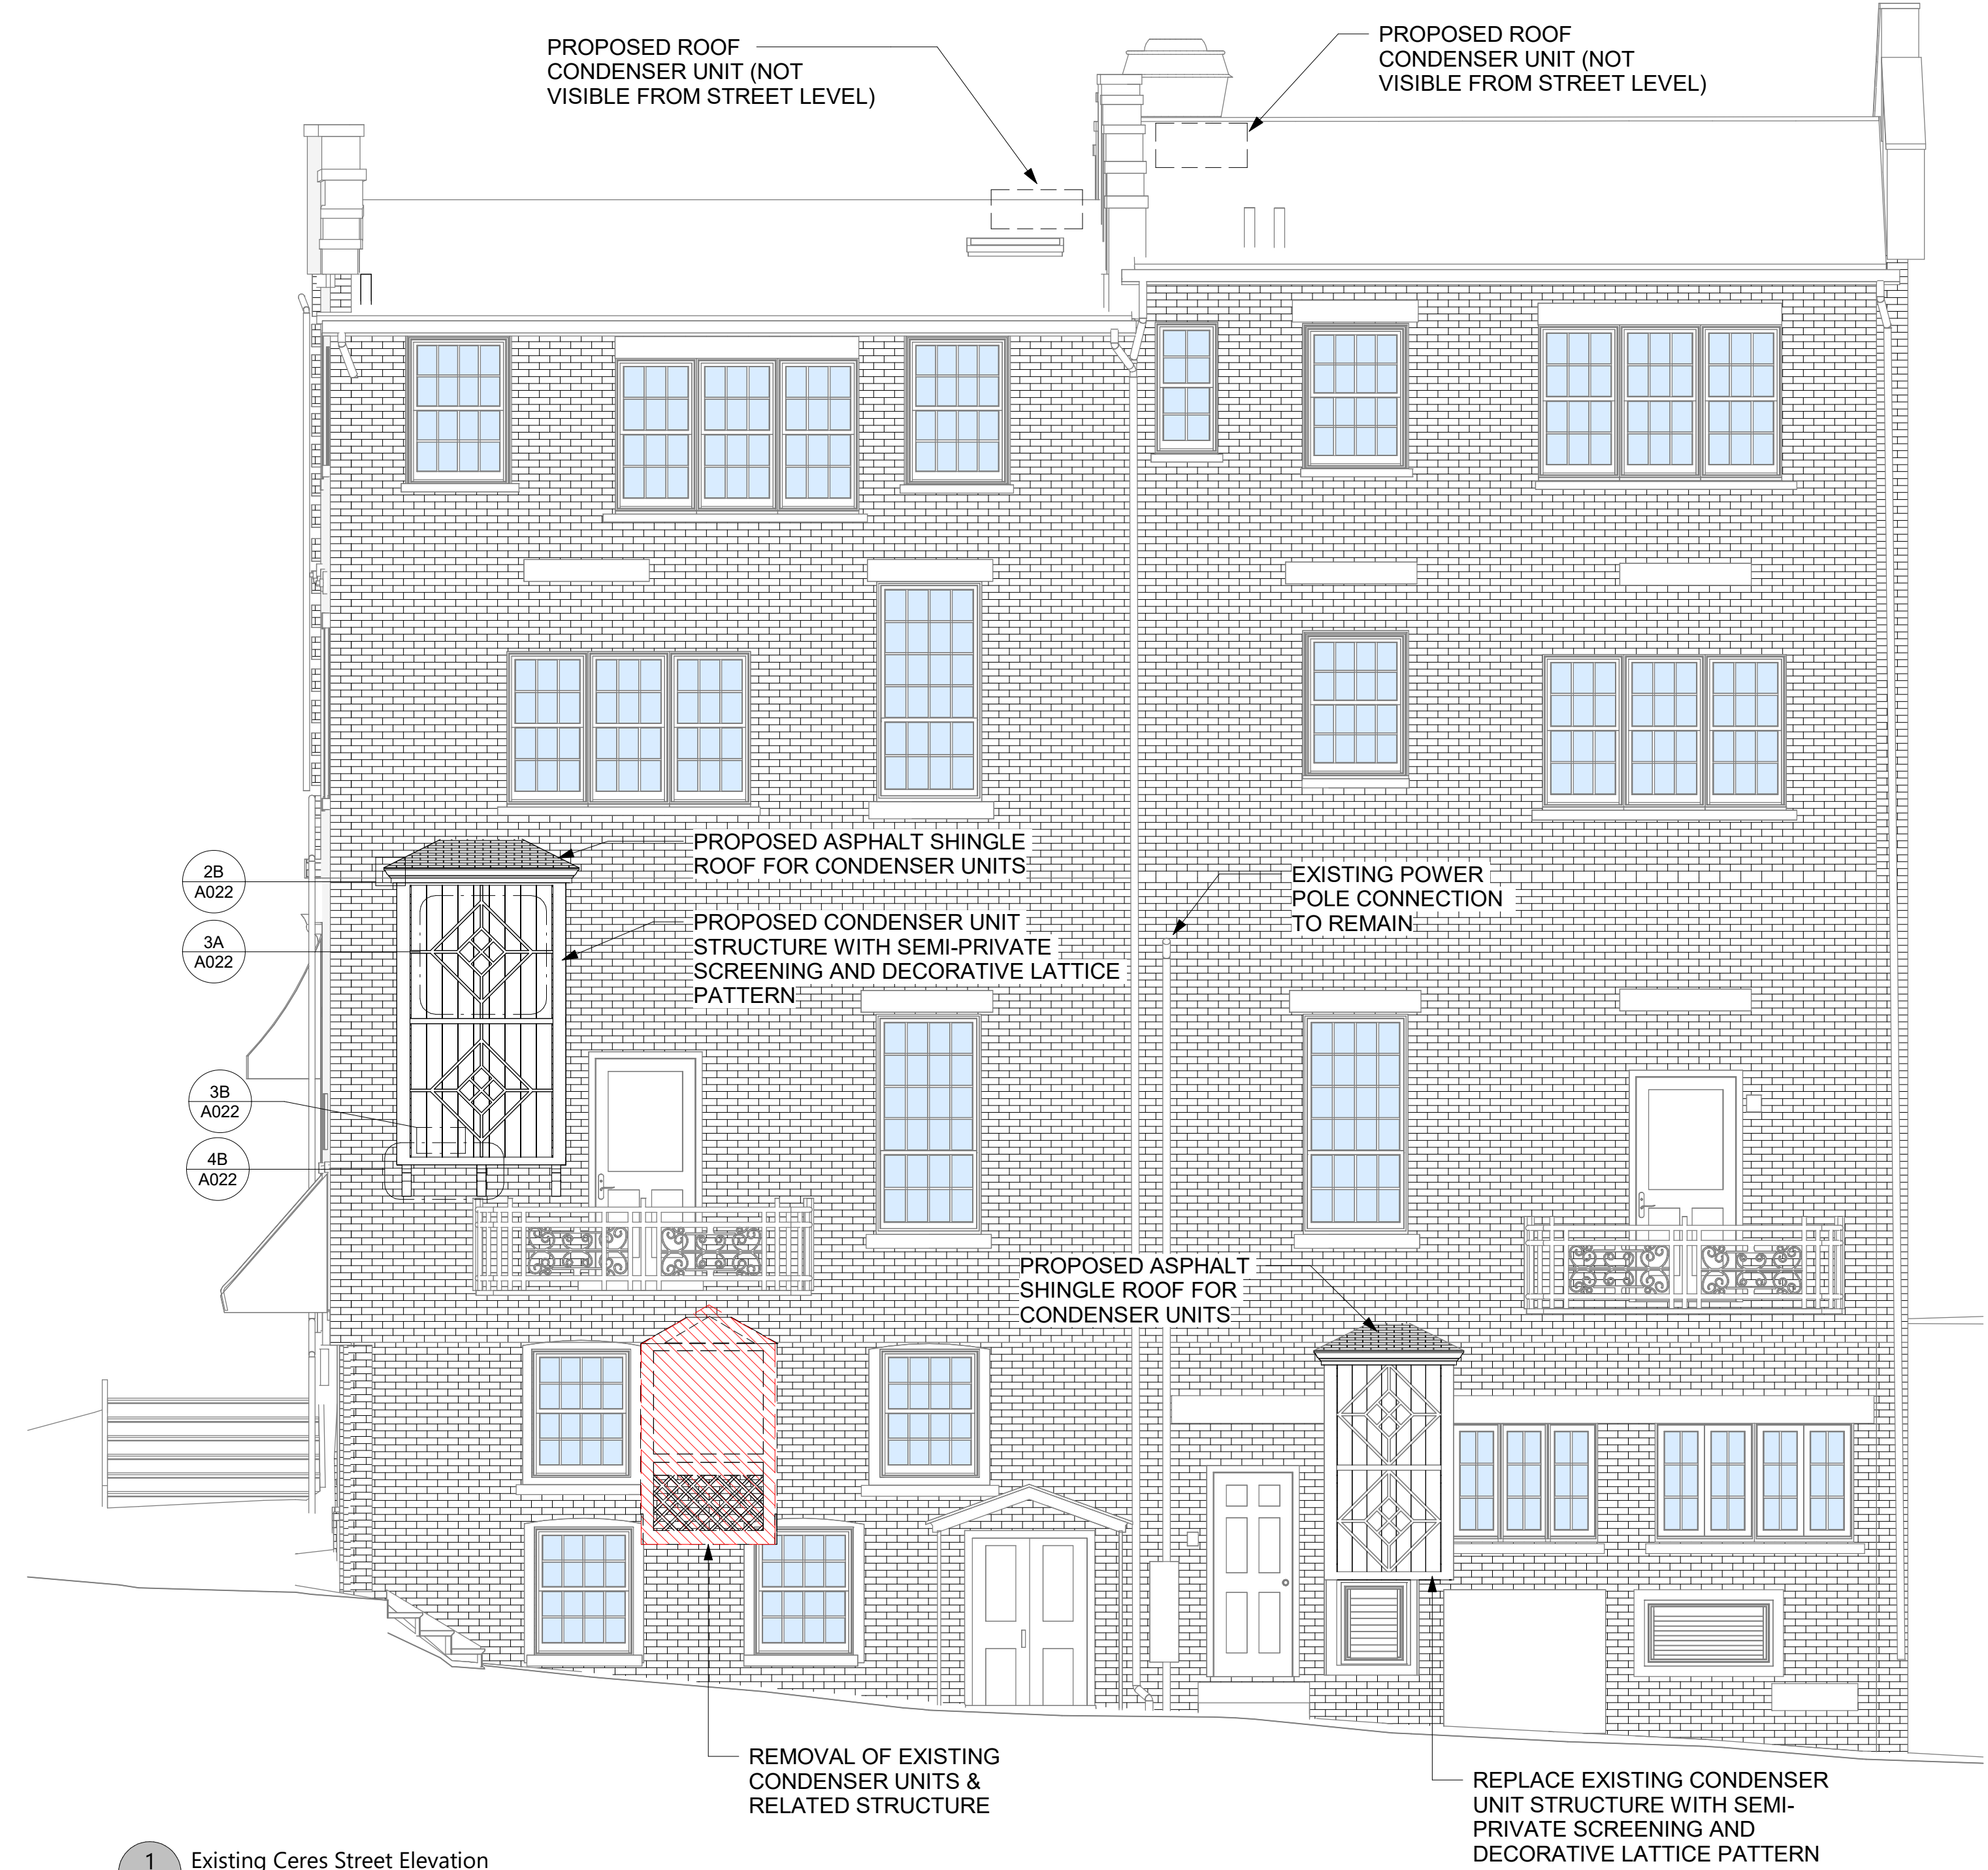 PROPOSED ROOF
CONDENSER UNIT (NOT
VISIBLE FROM STREET LEVEL)
PROPOSED ROOF
CONDENSER UNIT (NOT
VISIBLE FROM STREET LEVEL)
PROPOSED ASPHALT SHINGLE
ROOF FOR CONDENSER UNITS
2B
A022
EXISTING POWER
POLE CONNECTION
TO REMAIN
PROPOSED CONDENSER UNIT
STRUCTURE WITH SEMI-PRIVATE
SCREENING AND DECORATIVE LATTICE
PATTERN
3A
A022
3B
A022
4B
A022
PROPOSED ASPHALT
SHINGLE ROOF FOR
CONDENSER UNITS
REMOVAL OF EXISTING
CONDENSER UNITS &
RELATED STRUCTURE
REPLACE EXISTING CONDENSER
UNIT STRUCTURE WITH SEMI-
PRIVATE SCREENING AND
DECORATIVE LATTICE PATTERN
1
Existing Ceres Street Elevation